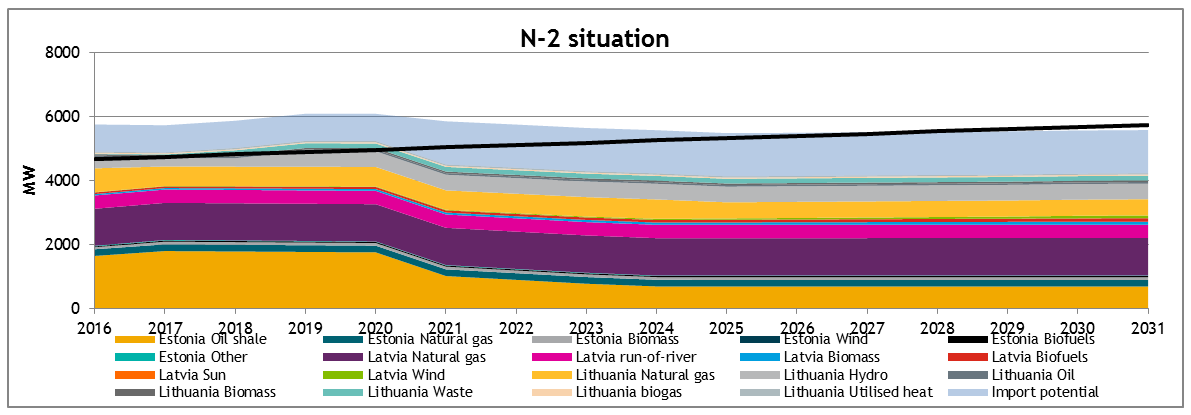 N-2 situation
8000
6000
4000
2000
0
MW
2016 2017 2018 2019 2020 2021 2022 2023 2024 2025 2026 2027 2028 2029 2030 2031
Estonia Oil shale Estonia Natural gas Estonia Biomass Estonia Wind Estonia Biofuels
Estonia Other Latvia Natural gas Latvia run-of-river Latvia Biomass Latvia Biofuels
Latvia Sun Latvia Wind Lithuania Natural gas Lithuania Hydro Lithuania Oil
Lithuania Biomass Lithuania Waste Lithuania biogas Lithuania Utilised heat Import potential